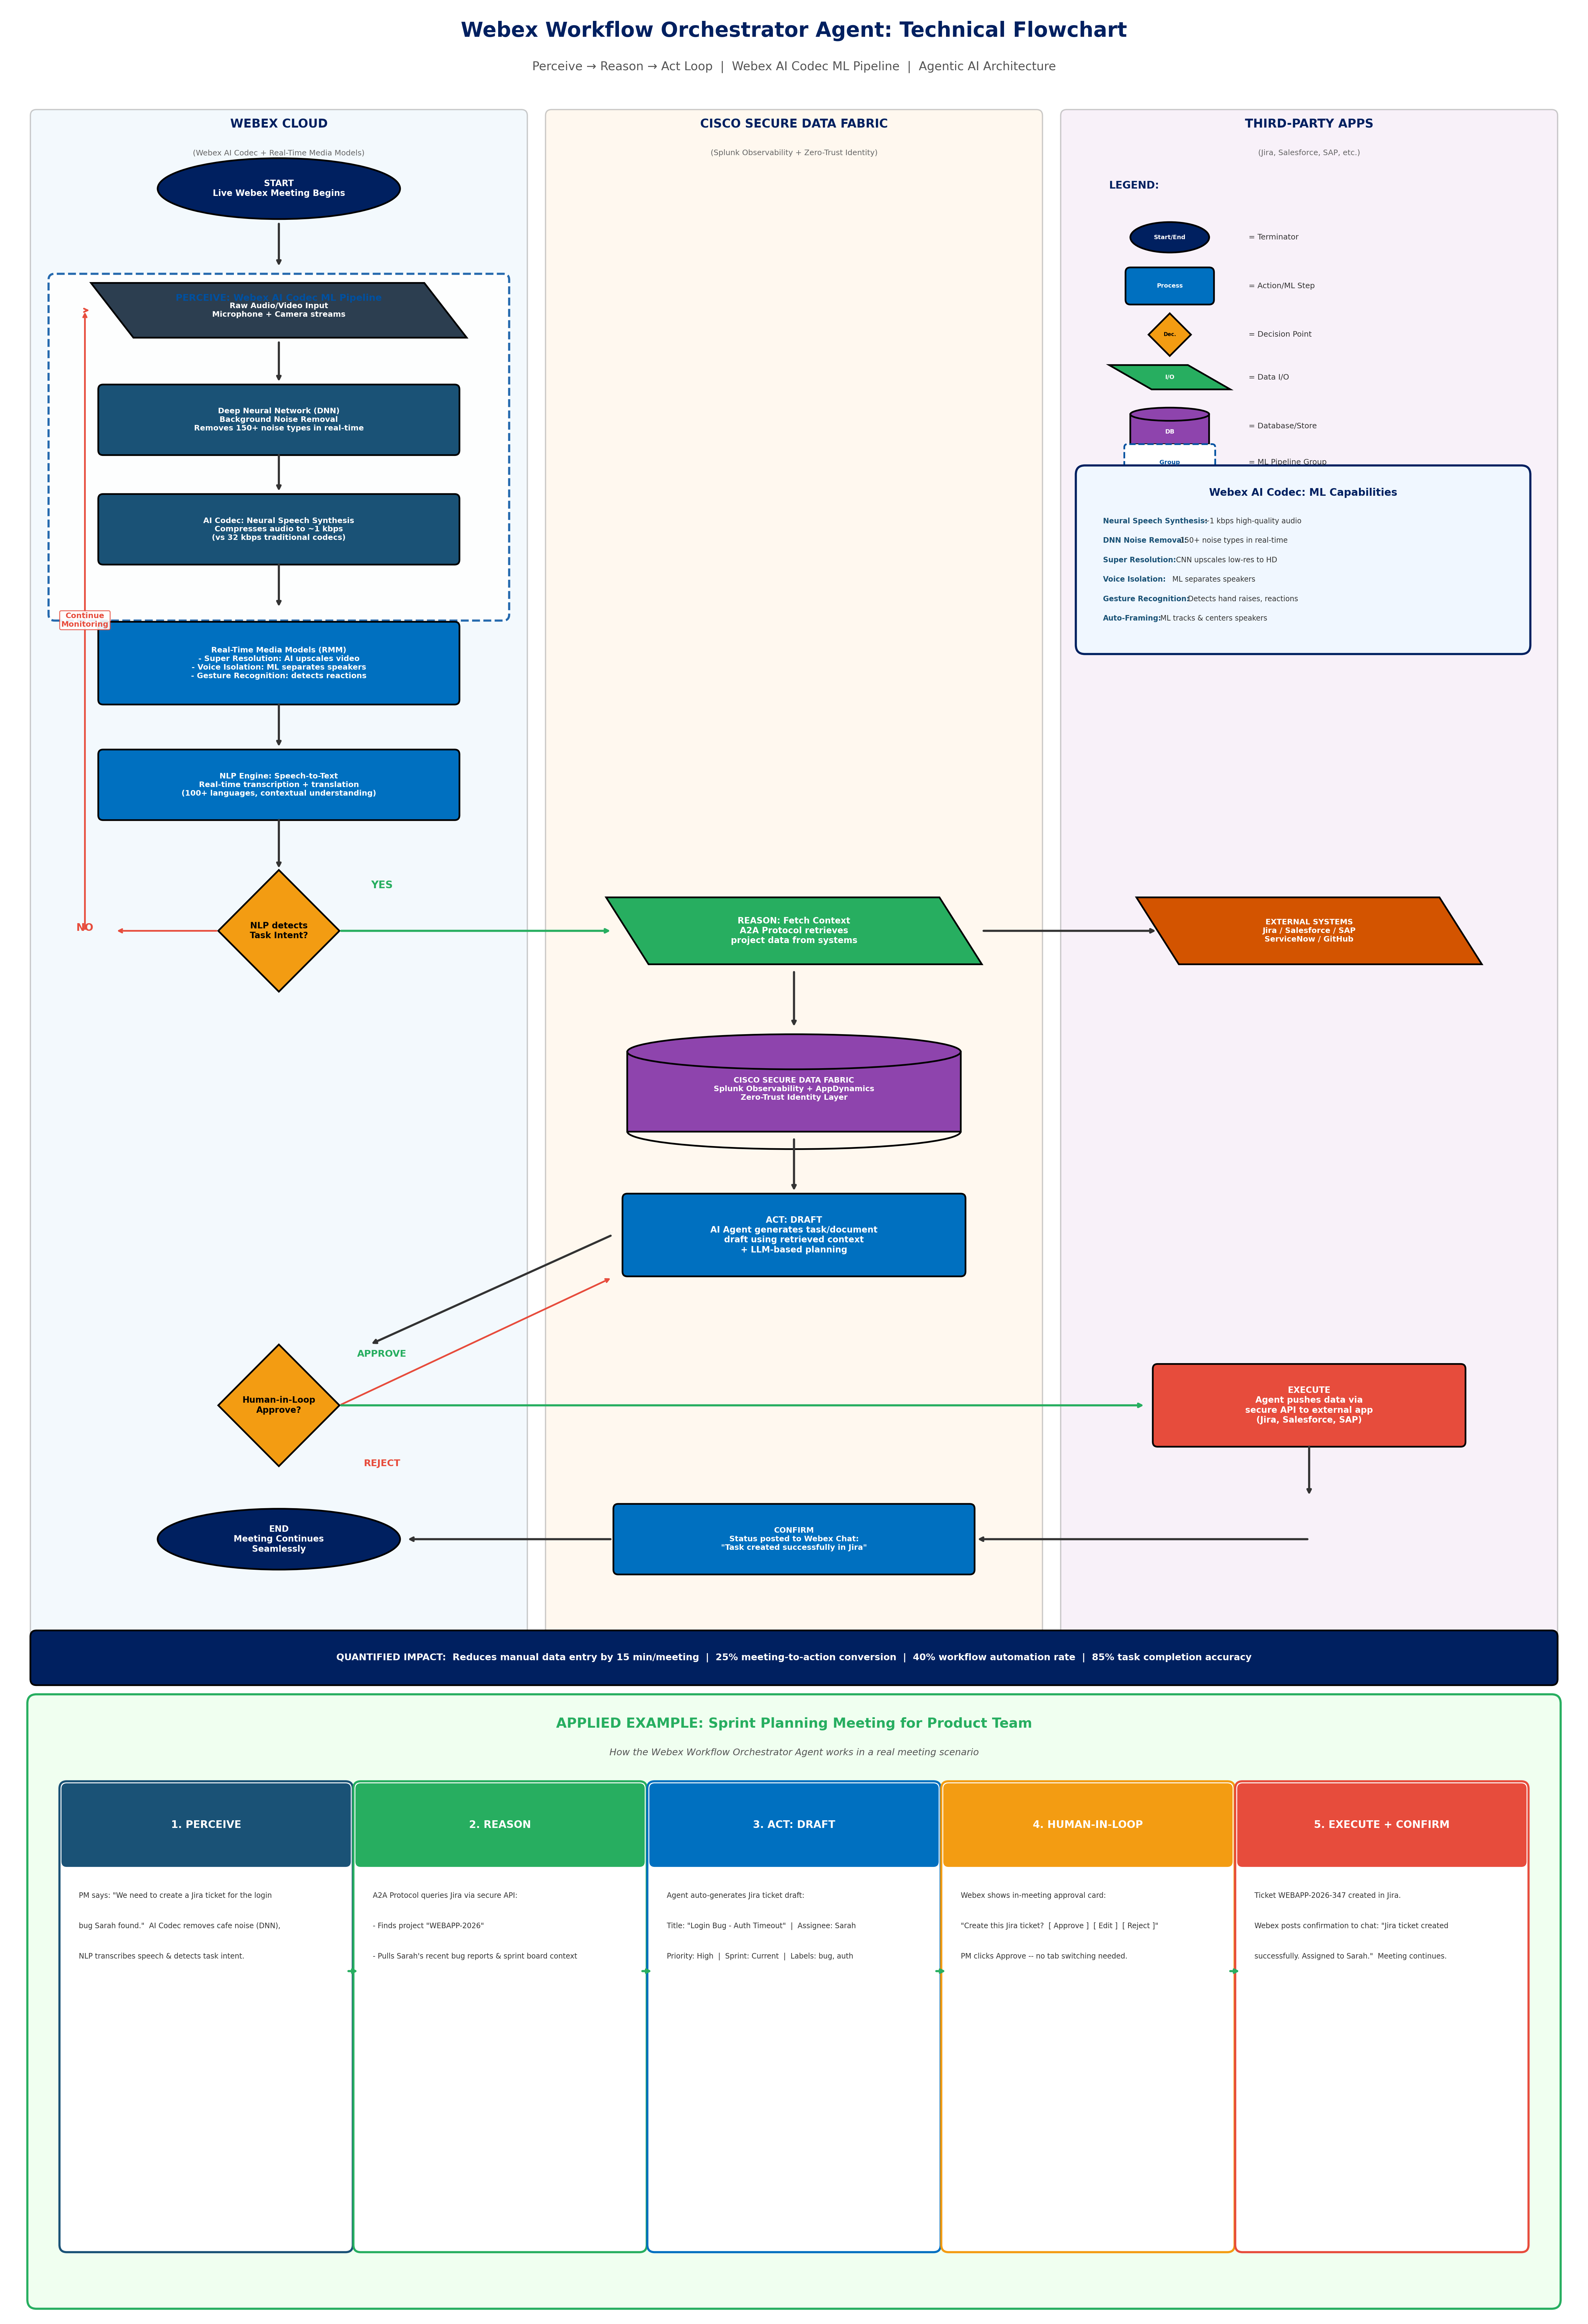 Webex Workflow Orchestrator Agent: Technical Flowchart
Perceive → Reason → Act Loop | Webex AI Codec ML Pipeline | Agentic AI Architecture
WEBEX CLOUD
(Webex AI Codec + Real-Time Media Models)
START
Live Webex Meeting Begins
PERCEIVE: Webex AI Codec ML Pipeline
Raw Audio/Video Input
Microphone + Camera streams
Deep Neural Network (DNN)
Background Noise Removal
Removes 150+ noise types in real-time
AI Codec: Neural Speech Synthesis
Compresses audio to ~1 kbps
(vs 32 kbps traditional codecs)
Continue
Monitoring
Real-Time Media Models (RMM)
- Super Resolution: AI upscales video
- Voice Isolation: ML separates speakers
- Gesture Recognition: detects reactions
NLP Engine: Speech-to-Text
Real-time transcription + translation
(100+ languages, contextual understanding)
YES
NO
NLP detects
Task Intent?
CISCO SECURE DATA FABRIC
(Splunk Observability + Zero-Trust Identity)
REASON: Fetch Context
A2A Protocol retrieves
project data from systems
CISCO SECURE DATA FABRIC
Splunk Observability + AppDynamics
Zero-Trust Identity Layer
ACT: DRAFT
AI Agent generates task/document
draft using retrieved context
+ LLM-based planning
THIRD-PARTY APPS
(Jira, Salesforce, SAP, etc.)
LEGEND:
Start/End
= Terminator
Process
= Action/ML Step
Dec.
= Decision Point
I/O
= Data I/O
DB
= Database/Store
Group
= ML Pipeline Group
Webex AI Codec: ML Capabilities
Neural Speech Synthesis: ~1 kbps high-quality audio
DNN Noise Removal: 150+ noise types in real-time
Super Resolution: CNN upscales low-res to HD
Voice Isolation: ML separates speakers
Gesture Recognition: Detects hand raises, reactions
Auto-Framing: ML tracks & centers speakers
EXTERNAL SYSTEMS
Jira / Salesforce / SAP
ServiceNow / GitHub
APPROVE
Human-in-Loop
Approve?
REJECT
EXECUTE
Agent pushes data via
secure API to external app
(Jira, Salesforce, SAP)
END
Meeting Continues
Seamlessly
CONFIRM
Status posted to Webex Chat:
"Task created successfully in Jira"
QUANTIFIED IMPACT: Reduces manual data entry by 15 min/meeting | 25% meeting-to-action conversion | 40% workflow automation rate | 85% task completion accuracy
APPLIED EXAMPLE: Sprint Planning Meeting for Product Team
How the Webex Workflow Orchestrator Agent works in a real meeting scenario
1. PERCEIVE
PM says: "We need to create a Jira ticket for the login
bug Sarah found." AI Codec removes cafe noise (DNN),
NLP transcribes speech & detects task intent.
2. REASON
A2A Protocol queries Jira via secure API:
- Finds project "WEBAPP-2026"
- Pulls Sarah's recent bug reports & sprint board context
3. ACT: DRAFT
Agent auto-generates Jira ticket draft:
Title: "Login Bug - Auth Timeout" | Assignee: Sarah
Priority: High | Sprint: Current | Labels: bug, auth
4. HUMAN-IN-LOOP
Webex shows in-meeting approval card:
"Create this Jira ticket? [ Approve ] [ Edit ] [ Reject ]"
PM clicks Approve -- no tab switching needed.
5. EXECUTE + CONFIRM
Ticket WEBAPP-2026-347 created in Jira.
Webex posts confirmation to chat: "Jira ticket created
successfully. Assigned to Sarah." Meeting continues.